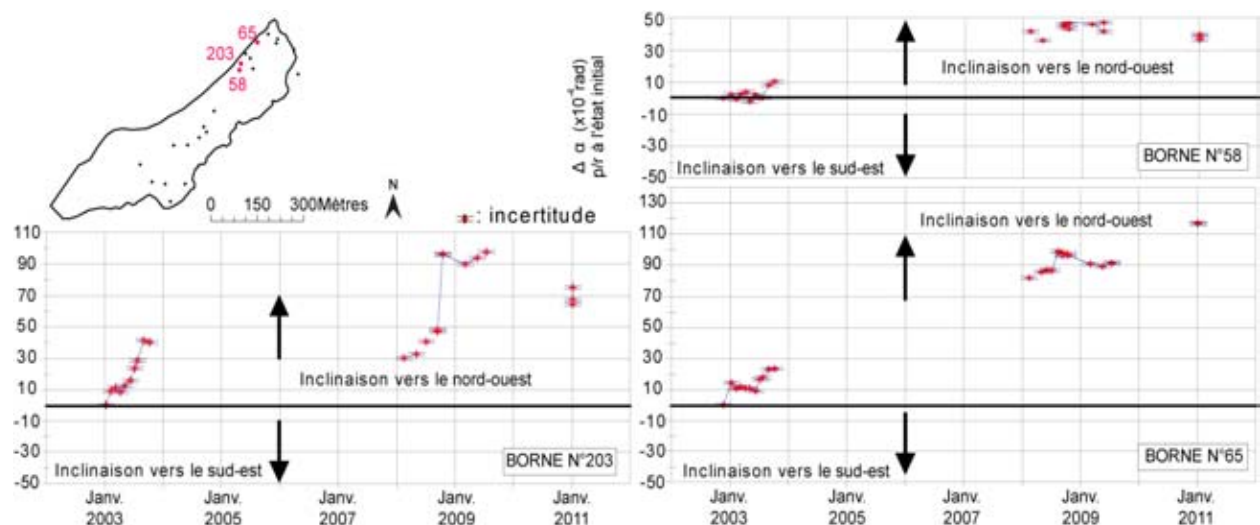 65
203
58
0 150 300Mètres
N
: incertitude
110
90
70
50
30
10
-10
-30
-50
Inclinaison vers le nord-ouest
Inclinaison vers le sud-est
BORNE N°203
Janv. Janv. Janv. Janv. Janv.
2003 2005 2007 2009 2011
Δ α (x10⁻⁴rad)
p/r à l'état initial
50
30
10
-10
-30
-50
Inclinaison vers le nord-ouest
Inclinaison vers le sud-est
BORNE N°58
130
110
90
70
50
30
10
-10
-30
-50
Inclinaison vers le nord-ouest
Inclinaison vers le sud-est
BORNE N°65
Janv. Janv. Janv. Janv. Janv.
2003 2005 2007 2009 2011